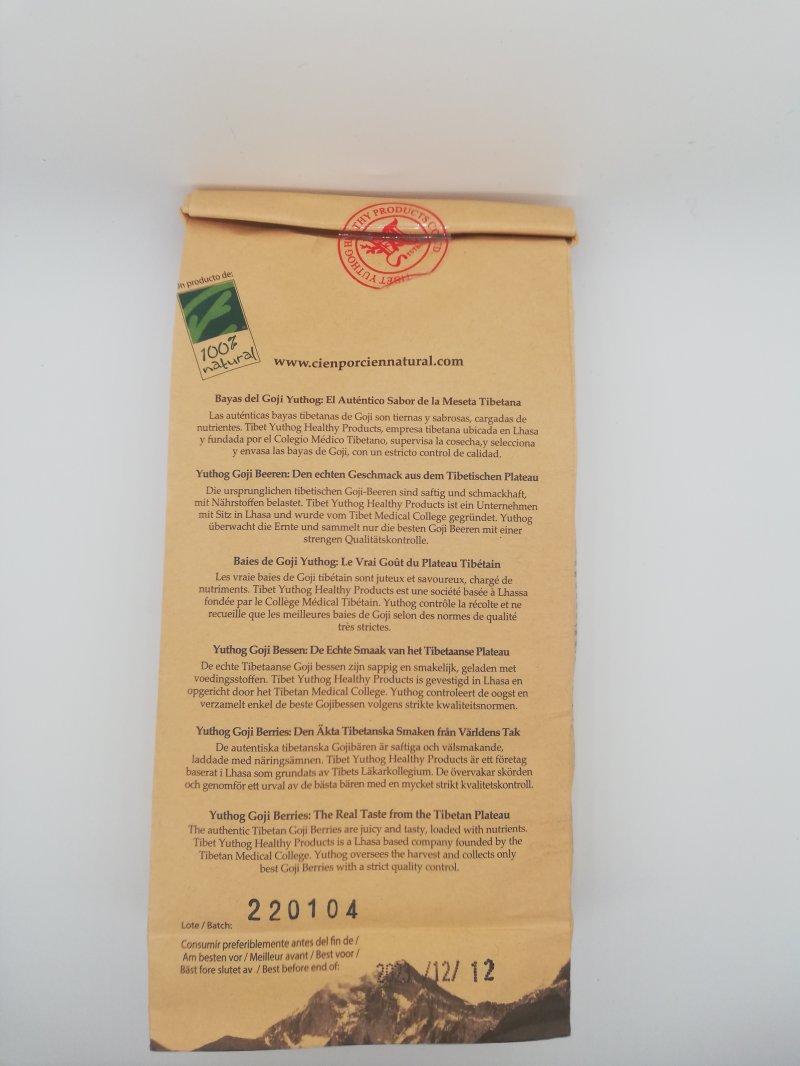 TIBET YUTHOG HEALTHY PRODUCTS CO LTD
Un producto de:
100%
natural
www.cienporciennatural.com
Bayas del Goji Yuthog: El Auténtico Sabor de la Meseta Tibetana
Las auténticas bayas tibetanas de Goji son tiernas y sabrosas, cargadas de
nutrientes. Tibet Yuthog Healthy Products, empresa tibetana ubicada en Lhasa
y fundada por el Colegio Médico Tibetano, supervisa la cosecha,y selecciona
y envasa las bayas de Goji, con un estricto control de calidad.
Yuthog Goji Beeren: Den echten Geschmack aus dem Tibetischen Plateau
Die ursprunglichen tibetischen Goji-Beeren sind saftig und schmackhaft,
mit Nährstoffen belastet. Tibet Yuthog Healthy Products ist ein Unternehmen
mit Sitz in Lhasa und wurde vom Tibet Medical College gegründet. Yuthog
überwacht die Ernte und sammelt nur die besten Goji Beeren mit einer
strengen Qualitätskontrolle.
Baies de Goji Yuthog: Le Vrai Goût du Plateau Tibétain
Les vraie baies de Goji tibétain sont juteux et savoureux, chargé de
nutriments. Tibet Yuthog Healthy Products est une société basée à Lhassa
fondée par le Collège Médical Tibétain. Yuthog contrôle la récolte et ne
recueille que les meilleures baies de Goji selon des normes de qualité
très strictes.
Yuthog Goji Bessen: De Echte Smaak van het Tibetaanse Plateau
De echte Tibetaanse Goji bessen zijn sappig en smakelijk, geladen met
voedingsstoffen. Tibet Yuthog Healthy Products is gevestigd in Lhasa en
opgericht door het Tibetan Medical College. Yuthog controleert de oogst en
verzamelt enkel de beste Gojibessen volgens strikte kwaliteitsnormen.
Yuthog Goji Berries: Den Äkta Tibetanska Smaken från Världens Tak
De autentiska tibetanska Gojibären är saftiga och välsmakande,
laddade med näringsämnen. Tibet Yuthog Healthy Products är ett företag
baserat i Lhasa som grundats av Tibets Läkarkollegium. De övervakar skörden
och genomför ett urval av de bästa bären med en mycket strikt kvalitetskontroll.
Yuthog Goji Berries: The Real Taste from the Tibetan Plateau
The authentic Tibetan Goji Berries are juicy and tasty, loaded with nutrients.
Tibet Yuthog Healthy Products is a Lhasa based company founded by the
Tibetan Medical College. Yuthog oversees the harvest and collects only
best Goji Berries with a strict quality control.
Lote / Batch: 220104
Consumir preferiblemente antes del fin de /
Am besten vor / Meilleur avant / Best voor /
Bäst fore slutet av / Best before end of: /12/ 12